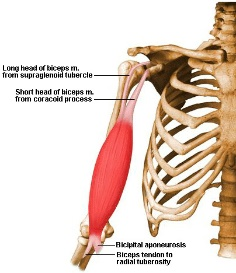 Long head of biceps m.
from supraglenoid tubercle
Short head of biceps m.
from coracoid process
Bicipital aponeurosis
Biceps tendon to
radial tuberosity